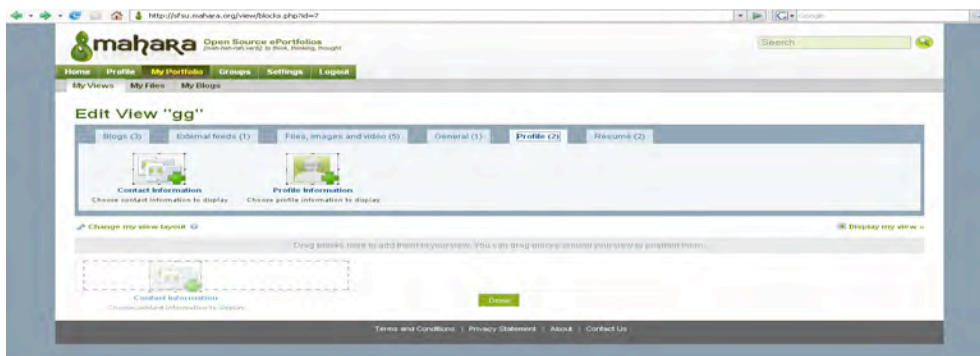 http://sfsu.mahara.org/view/blocks.php?id=7
Google
mahara Open Source ePortfolios
to think, thinking, thought
Search
Home Profile My Portfolio Groups Settings Logout
My Views My Files My Blogs
Edit View "gg"
Blogs (3) External feeds (1) Files, images and video (5) General (1) Profile (2) Résumé (2)
Contact Information Profile Information
Choose contact information to display Choose profile information to display
Change my view layout Display my view »
Drag blocks here to add them to your view. You can drag blocks around your view to position them.
Contact Information
Choose contact information to display
Done
Terms and Conditions | Privacy Statement | About | Contact Us